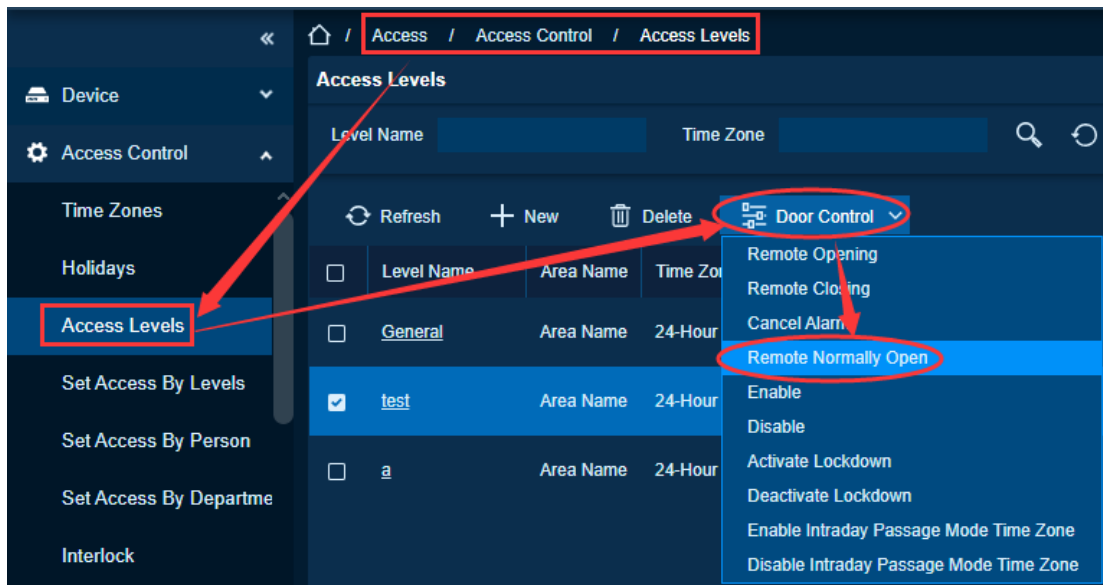 « / Access / Access Control / Access Levels
Device
Access Control
Time Zones
Holidays
Access Levels
Set Access By Levels
Set Access By Person
Set Access By Departme
Interlock
Access Levels
Level Name Time Zone
Refresh New Delete Door Control
Level Name Area Name Time Zo
General Area Name 24-Hour
test Area Name 24-Hour
a Area Name 24-Hour
Remote Opening
Remote Closing
Cancel Alarm
Remote Normally Open
Enable
Disable
Activate Lockdown
Deactivate Lockdown
Enable Intraday Passage Mode Time Zone
Disable Intraday Passage Mode Time Zone